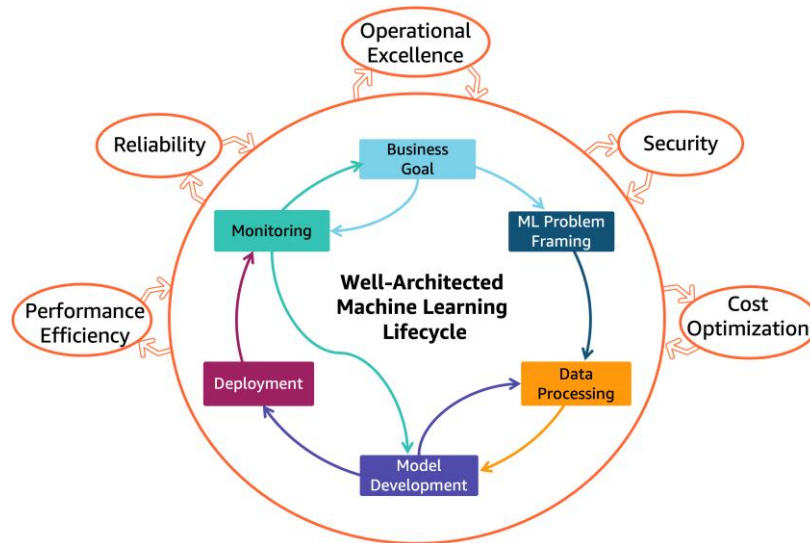 Operational
Excellence
Reliability
Security
Business
Goal
Monitoring
ML Problem
Framing
Well-Architected
Machine Learning
Lifecycle
Performance
Efficiency
Cost
Optimization
Deployment
Data
Processing
Model
Development